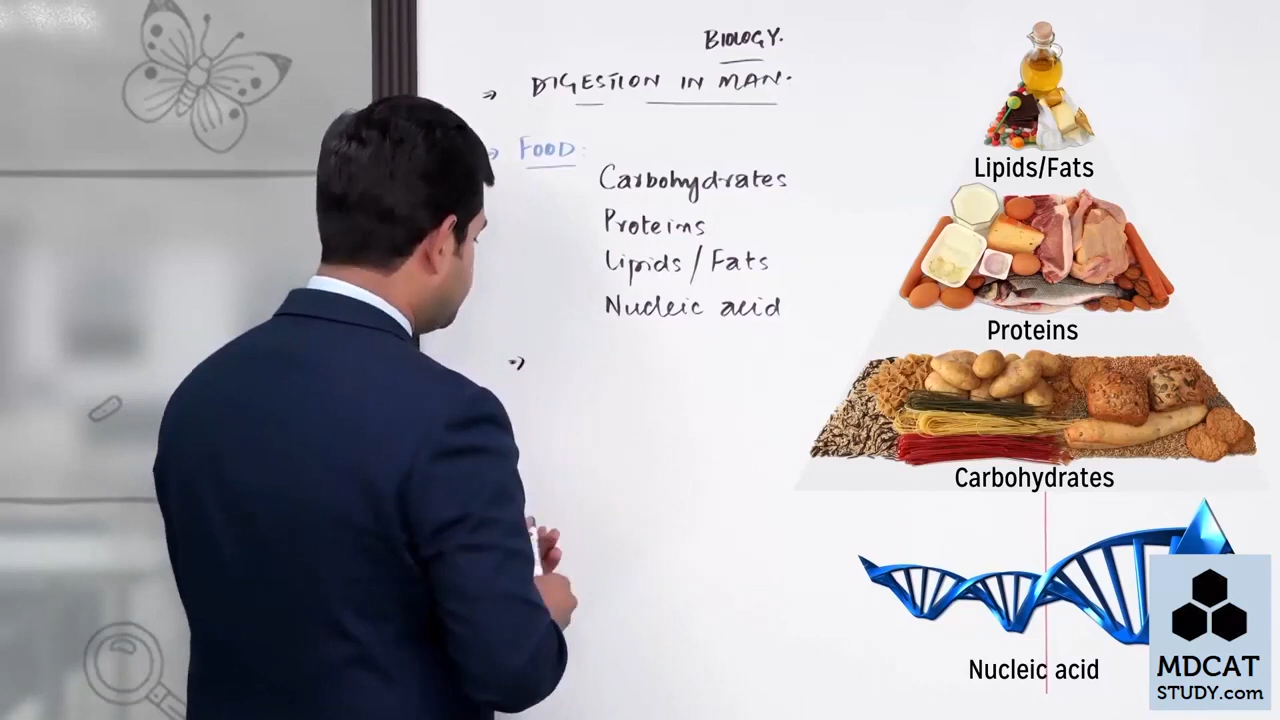 BIOLOGY.
→ DIGESTION IN MAN.
→ FOOD:
Carbohydrates
Proteins
Lipids / Fats
Nucleic acid
→
Lipids/Fats
Proteins
Carbohydrates
Nucleic acid
MDCAT
STUDY.com